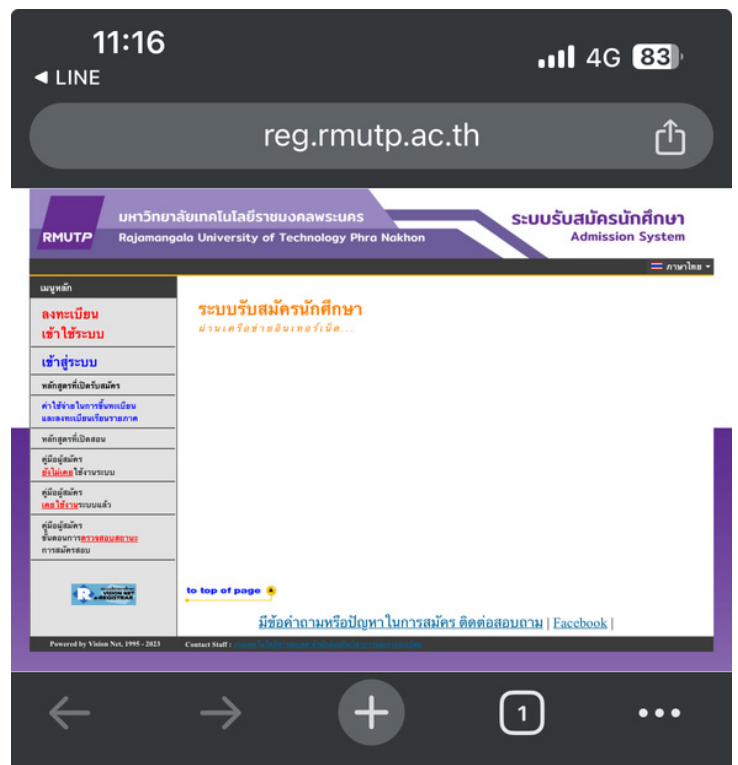 11:16
◀ LINE
4G 83
reg.rmutp.ac.th
RMUTP
มหาวิทยาลัยเทคโนโลยีราชมงคลพระนคร
Rajamangala University of Technology Phra Nakhon
ระบบรับสมัครนักศึกษา
Admission System
ภาษาไทย
เมนูหลัก
ลงทะเบียน
เข้าใช้ระบบ
เข้าสู่ระบบ
หลักสูตรที่เปิดรับสมัคร
ค่าใช้จ่ายในการขึ้นทะเบียน
และลงทะเบียนเรียนรายภาค
หลักสูตรที่เปิดสอน
คู่มือผู้สมัคร
ยังไม่เคยใช้งานระบบ
คู่มือผู้สมัคร
เคยใช้งานระบบแล้ว
คู่มือผู้สมัคร
ขั้นตอนการตรวจสอบสถานะ
การสมัครสอบ
ระบบรับสมัครนักศึกษา
ผ่านเครือข่ายอินเทอร์เน็ต...
R VISION NET
e-REGISTRAR
to top of page
มีข้อคำถามหรือปัญหาในการสมัคร ติดต่อสอบถาม | Facebook |
Powered by Vision Net, 1995 - 2023
Contact Staff :
1